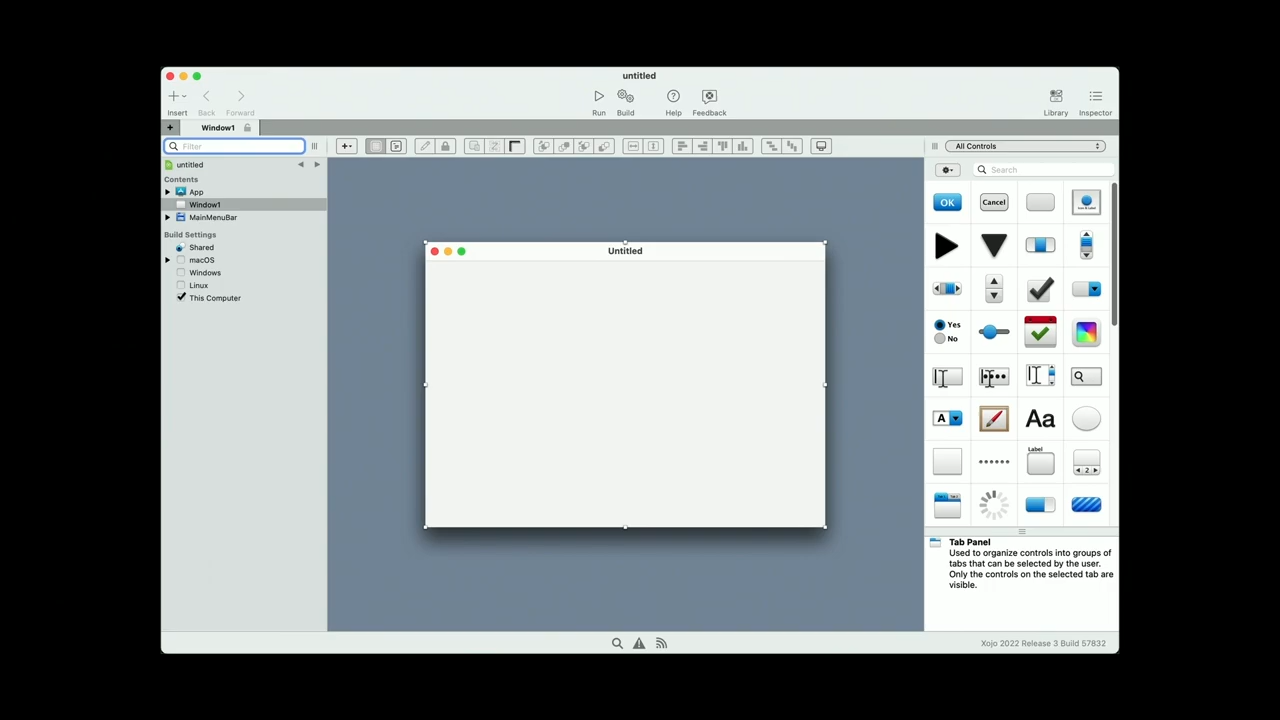 untitled
Insert
Back
Forward
Run
Build
Help
Feedback
Library
Inspector
Window1
Filter
All Controls
untitled
Search
Contents
App
Window1
MainMenuBar
Build Settings
Shared
macOS
Windows
Linux
This Computer
Untitled
OK
Cancel
Yes
No
A
Aa
Label
2
Tab Panel
Used to organize controls into groups of
tabs that can be selected by the user.
Only the controls on the selected tab are
visible.
Xojo 2022 Release 3 Build 57832